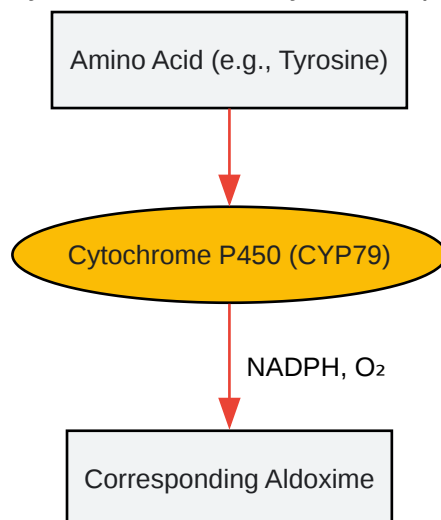 Amino Acid (e.g., Tyrosine)
Cytochrome P450 (CYP79)
NADPH, O₂
Corresponding Aldoxime